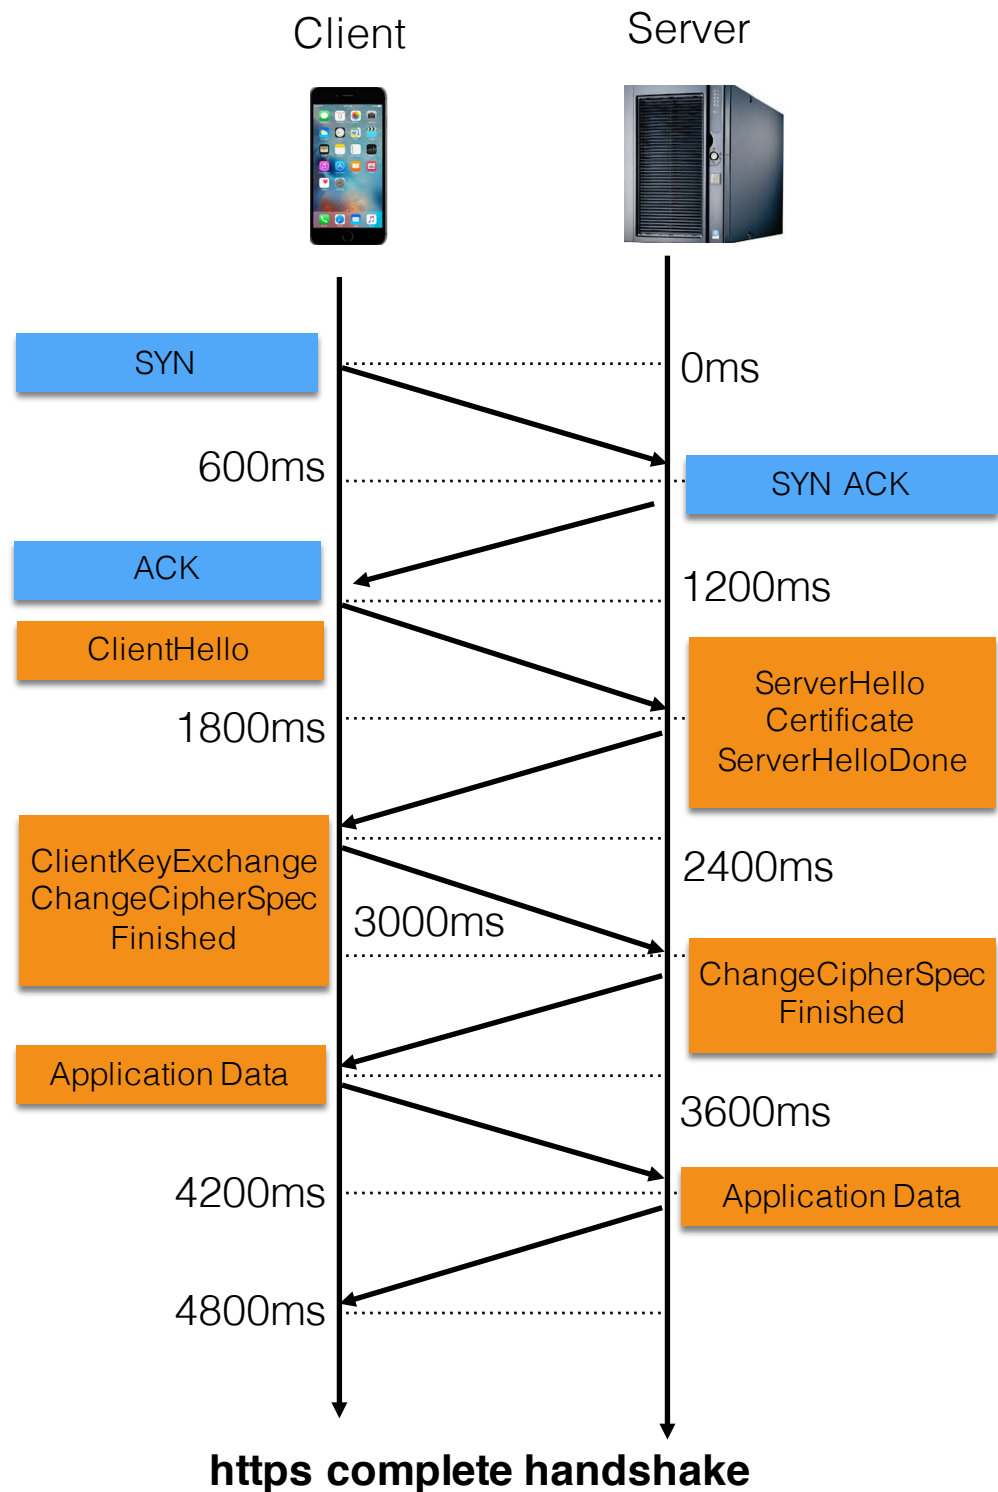 Client
Server
SYN
0ms
600ms
SYN ACK
ACK
1200ms
ClientHello
ServerHello
Certificate
ServerHelloDone
1800ms
ClientKeyExchange
ChangeCipherSpec
Finished
2400ms
3000ms
ChangeCipherSpec
Finished
Application Data
3600ms
4200ms
Application Data
4800ms
https complete handshake